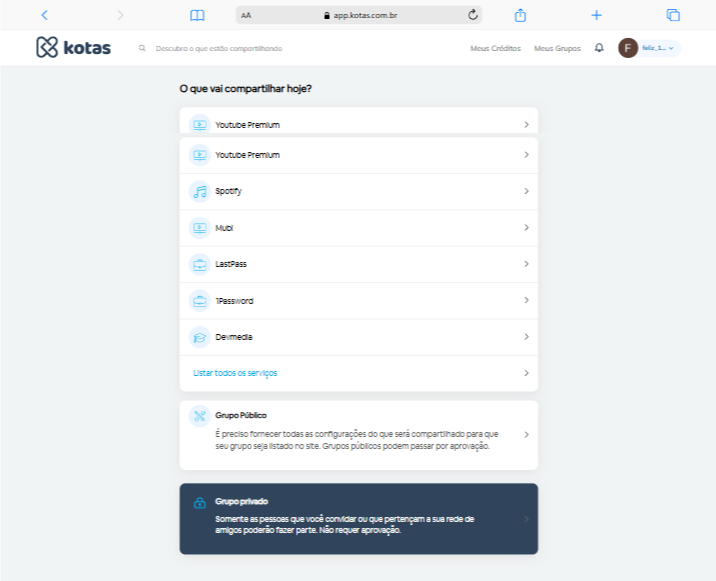 AA
app.kotas.com.br
kotas
Descubra o que estão compartilhando
Meus Créditos
Meus Grupos
F
feliz_1...
O que vai compartilhar hoje?
Youtube Premium
Youtube Premium
Spotify
Mubi
LastPass
1Password
Devmedia
Listar todos os serviços
Grupo Público
É preciso fornecer todas as configurações do que será compartilhado para que
seu grupo seja listado no site. Grupos públicos podem passar por aprovação.
Grupo privado
Somente as pessoas que você convidar ou que pertençam a sua rede de
amigos poderão fazer parte. Não requer aprovação.